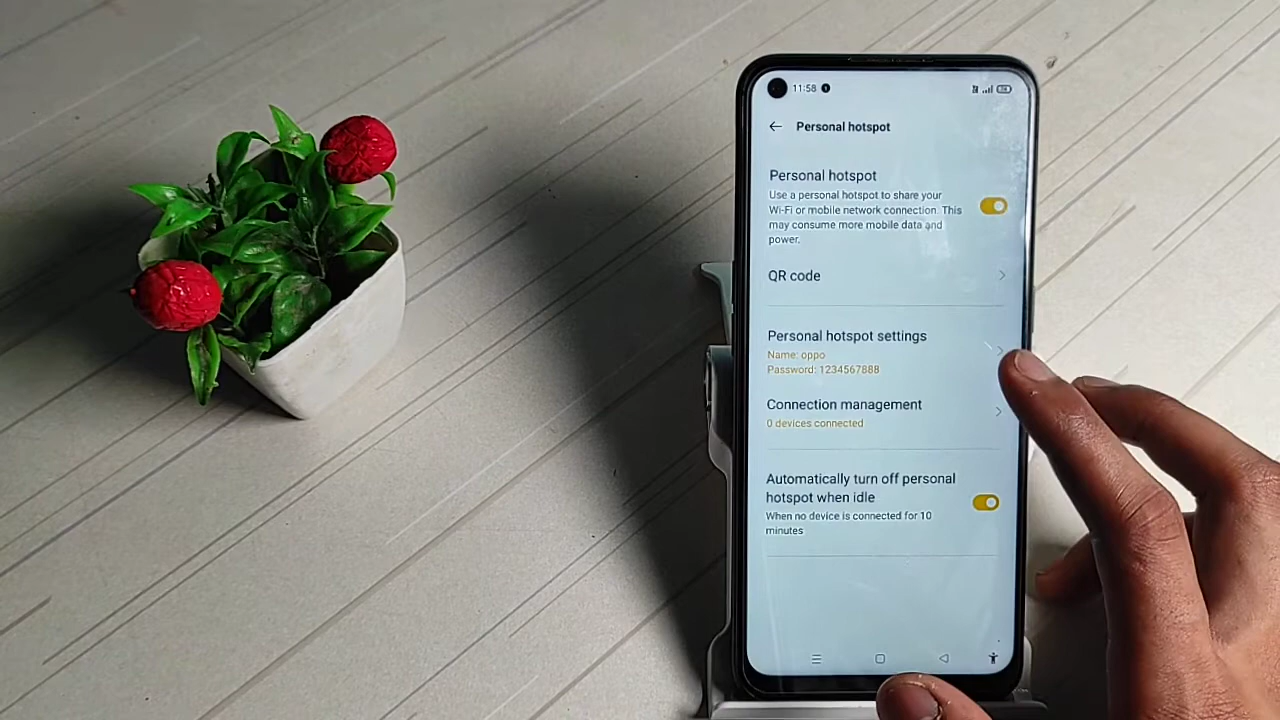 11:58
Personal hotspot
Personal hotspot
Use a personal hotspot to share your
Wi-Fi or mobile network connection. This
may consume more mobile data and
power.
QR code
Personal hotspot settings
Name: oppo
Password: 1234567888
Connection management
0 devices connected
Automatically turn off personal
hotspot when idle
When no device is connected for 10
minutes